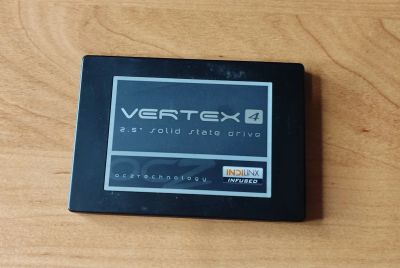 VERTEX 4
2.5" solid state drive
ocztechnology
INDILINX
INFUSED